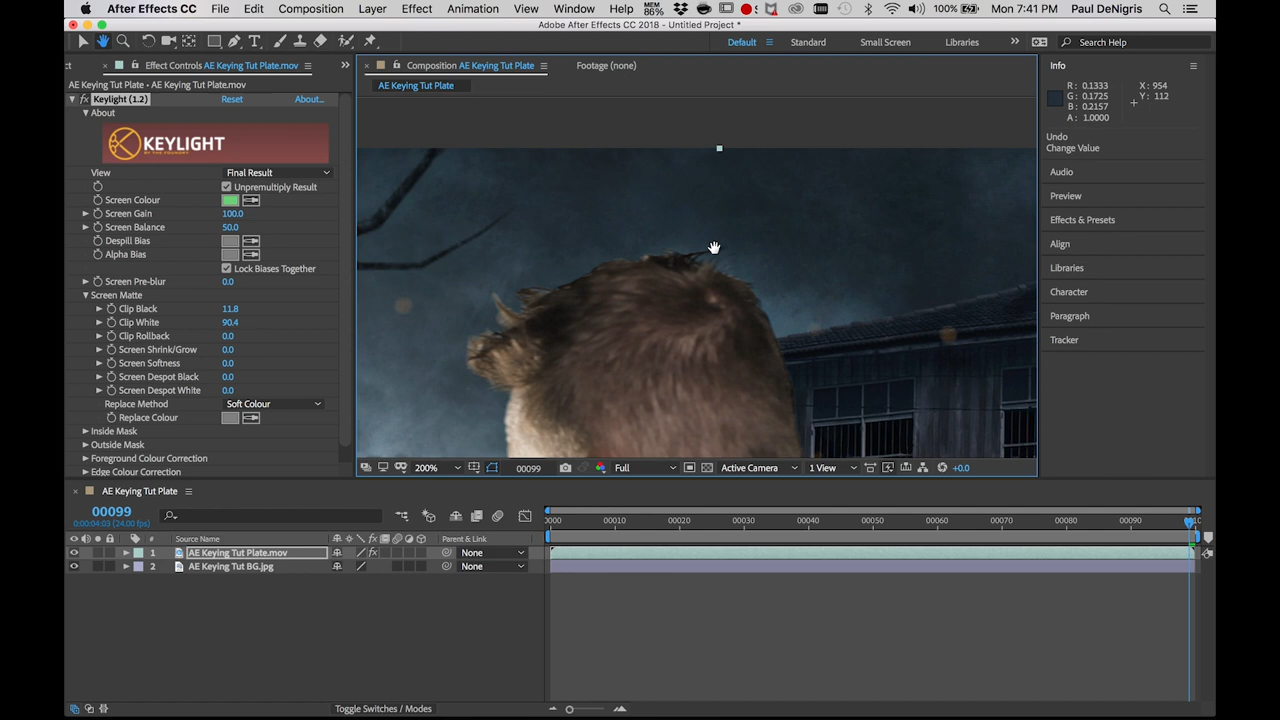 After Effects CC File Edit Composition Layer Effect Animation View Window Help MEM 86% 100% Mon 7:41 PM Paul DeNigris
Adobe After Effects CC 2018 - Untitled Project *
Default Standard Small Screen Libraries Search Help
Effect Controls AE Keying Tut Plate.mov
Composition AE Keying Tut Plate
Footage (none)
Info
AE Keying Tut Plate • AE Keying Tut Plate.mov
AE Keying Tut Plate
R: 0.1333
G: 0.1725
B: 0.2157
A: 1.0000
X: 954
Y: 112
Keylight (1.2) Reset About...
About
KEYLIGHT
BY THE FOUNDRY
View Final Result
Unpremultiply Result
Screen Colour
Screen Gain 100.0
Screen Balance 50.0
Despill Bias
Alpha Bias
Lock Biases Together
Screen Pre-blur 0.0
Screen Matte
Clip Black 11.8
Clip White 90.4
Clip Rollback 0.0
Screen Shrink/Grow 0.0
Screen Softness 0.0
Screen Despot Black 0.0
Screen Despot White 0.0
Replace Method Soft Colour
Replace Colour
Inside Mask
Outside Mask
Foreground Colour Correction
Edge Colour Correction
Undo
Change Value
Audio
Preview
Effects & Presets
Align
Libraries
Character
Paragraph
Tracker
200% 00099 Full Active Camera 1 View +0.0
AE Keying Tut Plate
00099
0:00:04:03 (24.00 fps)
0000 00010 00020 00030 00040 00050 00060 00070 00080 00090 0010
# Source Name Parent & Link
1 AE Keying Tut Plate.mov None
2 AE Keying Tut BG.jpg None
Toggle Switches / Modes